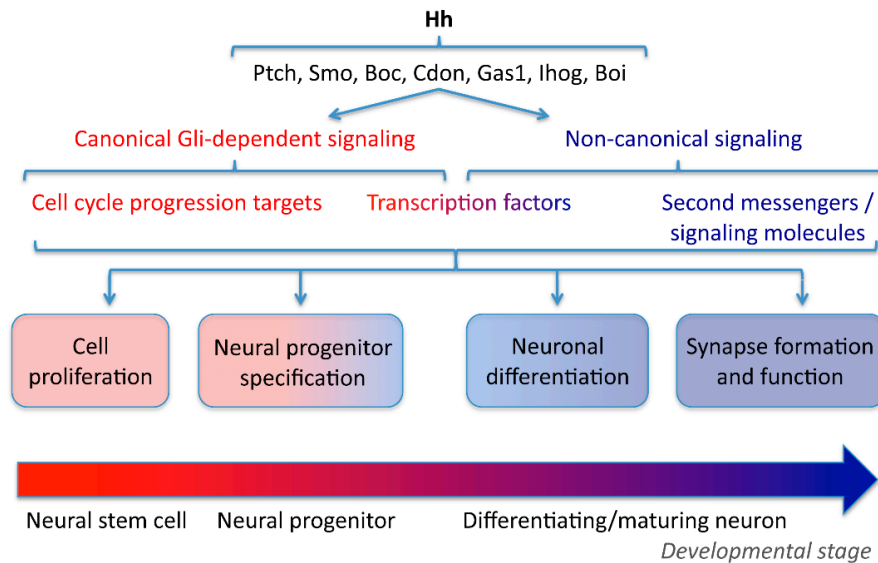 Hh
Ptch, Smo, Boc, Cdon, Gas1, Ihog, Boi
Canonical Gli-dependent signaling
Non-canonical signaling
Cell cycle progression targets
Transcription factors
Second messengers /
signaling molecules
Cell
proliferation
Neural progenitor
specification
Neuronal
differentiation
Synapse formation
and function
Neural stem cell
Neural progenitor
Differentiating/maturing neuron
Developmental stage